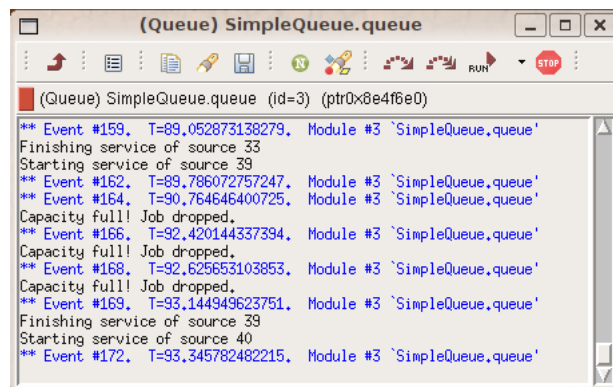 (Queue) SimpleQueue.queue
N
RUN
STOP
(Queue) SimpleQueue.queue (id=3) (ptr0x8e4f6e0)
** Event #159. T=89.052873138279. Module #3 `SimpleQueue.queue'
Finishing service of source 33
Starting service of source 39
** Event #162. T=89.786072757247. Module #3 `SimpleQueue.queue'
** Event #164. T=90.764646400725. Module #3 `SimpleQueue.queue'
Capacity full! Job dropped.
** Event #166. T=92.420144337394. Module #3 `SimpleQueue.queue'
Capacity full! Job dropped.
** Event #168. T=92.625653103853. Module #3 `SimpleQueue.queue'
Capacity full! Job dropped.
** Event #169. T=93.144949623751. Module #3 `SimpleQueue.queue'
Finishing service of source 39
Starting service of source 40
** Event #172. T=93.345782482215. Module #3 `SimpleQueue.queue'